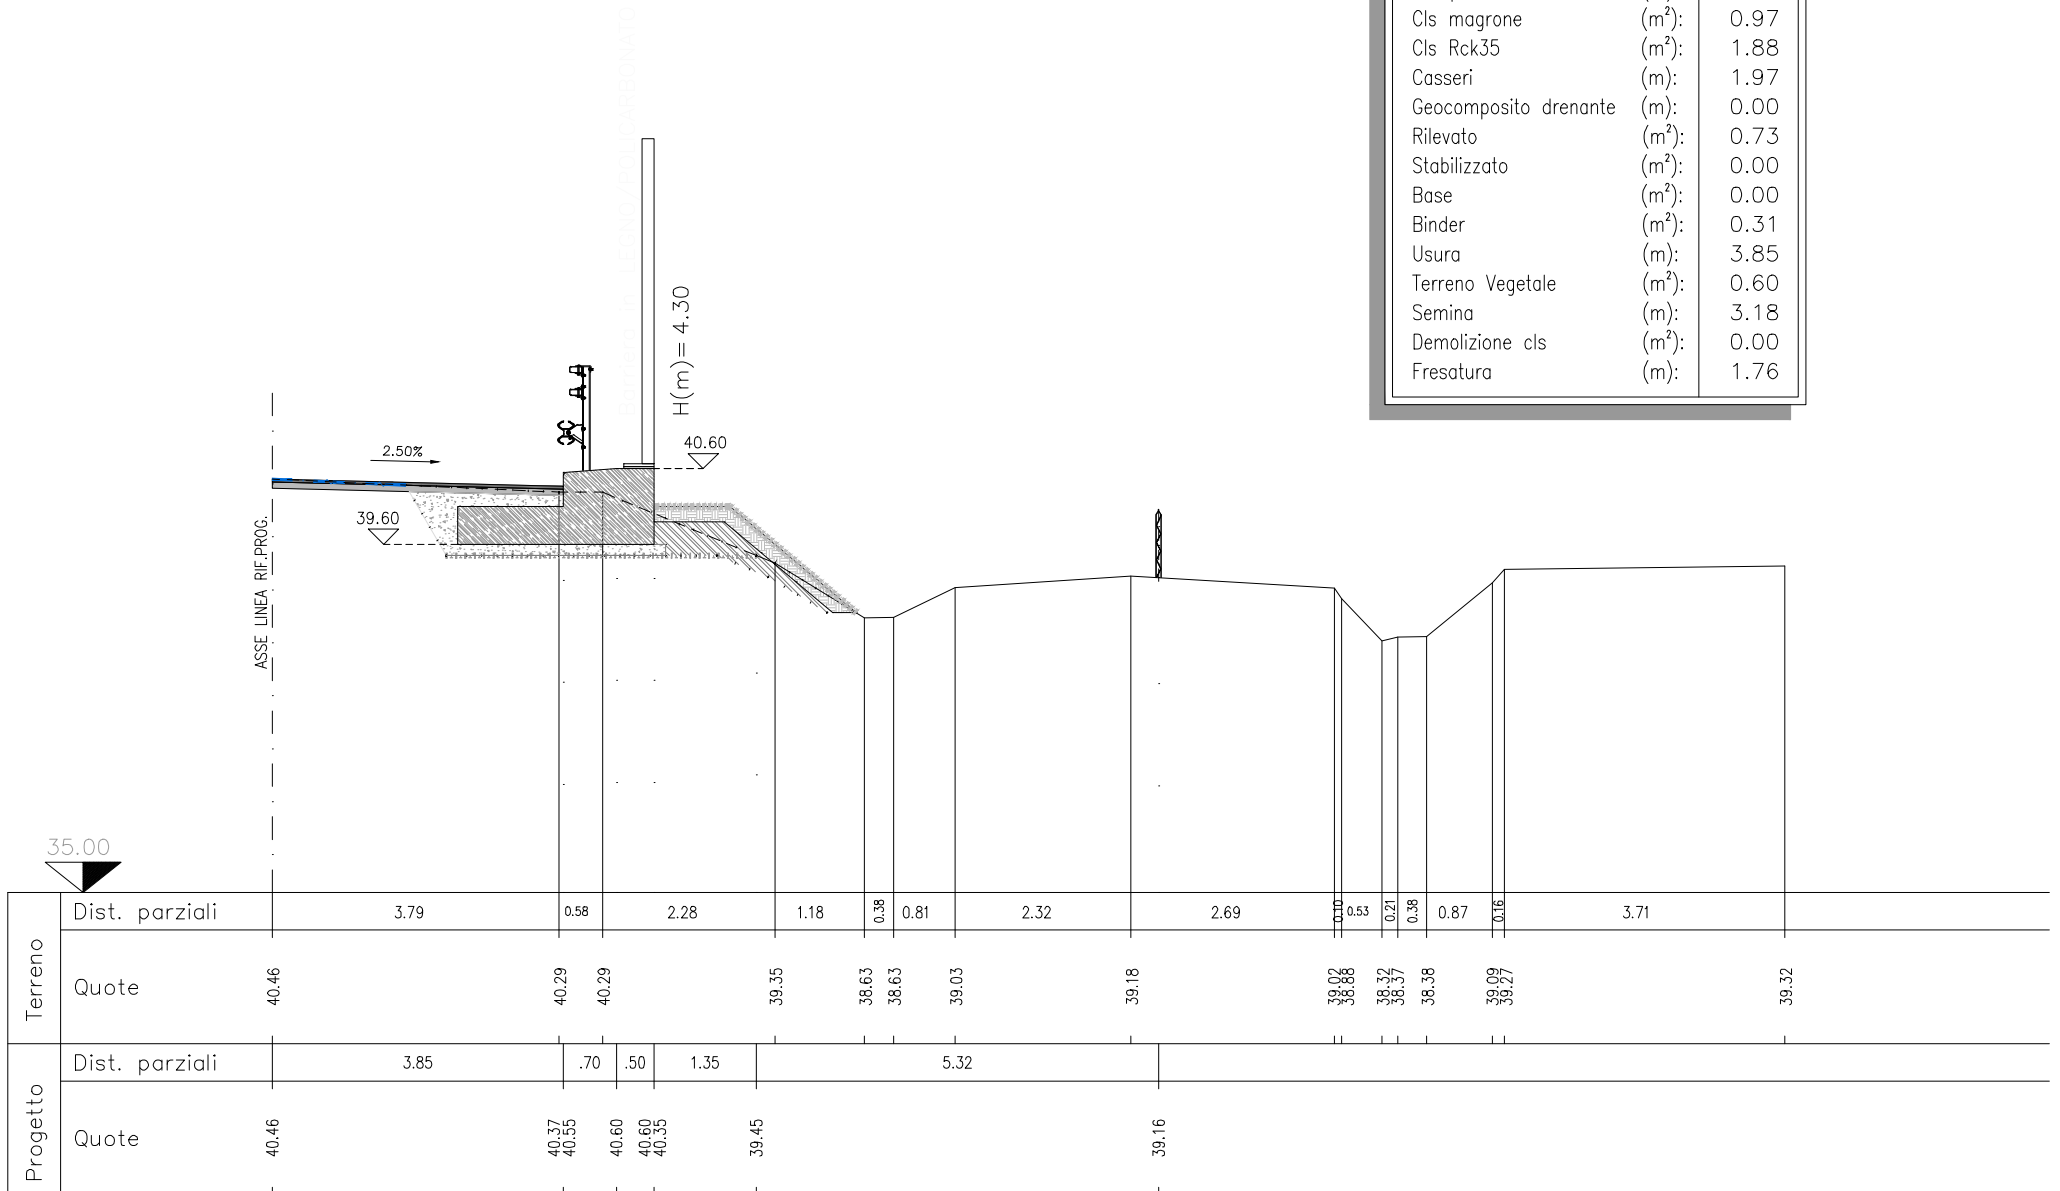 Cls magrone (m²): 0.97
Cls Rck35 (m²): 1.88
Casseri (m): 1.97
Geocomposito drenante (m): 0.00
Rilevato (m²): 0.73
Stabilizzato (m²): 0.00
Base (m²): 0.00
Binder (m²): 0.31
Usura (m): 3.85
Terreno Vegetale (m²): 0.60
Semina (m): 3.18
Demolizione cls (m²): 0.00
Fresatura (m): 1.76
Barriera in LEGNO/POLICARBONATO
H(m)= 4.30
40.60
2.50%
39.60
ASSE LINEA RIF.PROG.
35.00
Terreno
Dist. parziali 3.79 0.58 2.28 1.18 0.38 0.81 2.32 2.69 0.10 0.53 0.21 0.38 0.87 0.16 3.71
Quote 40.46 40.29 40.29 39.35 38.63 38.63 39.03 39.18 39.02 38.88 38.32 38.37 38.38 39.09 39.27 39.32
Progetto
Dist. parziali 3.85 .70 .50 1.35 5.32
Quote 40.46 40.37 40.55 40.60 40.60 40.35 39.45 39.16